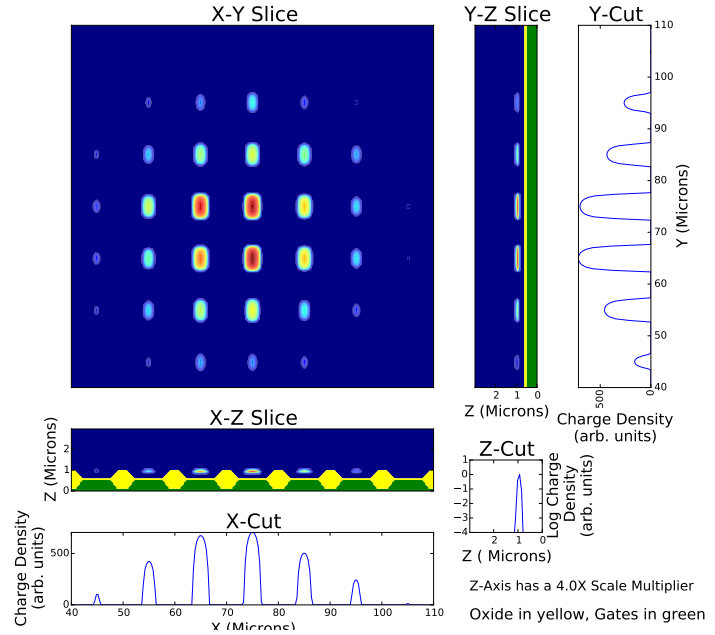 X-Y Slice
Y-Z Slice
Y-Cut
110
100
90
80
70
60
50
40
Y (Microns)
2 1 0
Z (Microns)
500
0
Charge Density
(arb. units)
X-Z Slice
2
1
0
Z (Microns)
Z-Cut
1
0
−1
−2
−3
−4
2 1 0
Z ( Microns)
Log Charge
Density
(arb. units)
X-Cut
500
0
Charge Density
(arb. units)
40 50 60 70 80 90 100 110
X (Microns)
Z-Axis has a 4.0X Scale Multiplier
Oxide in yellow, Gates in green